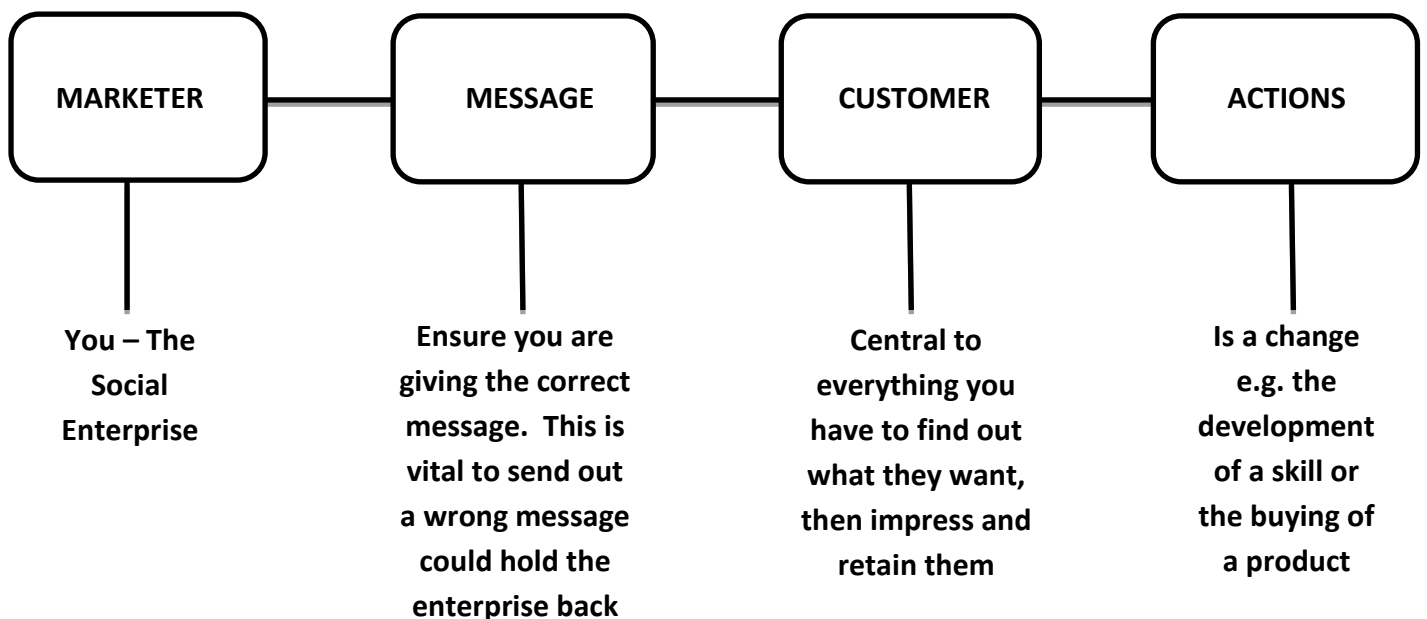 MARKETER
MESSAGE
CUSTOMER
ACTIONS
You – The
Social
Enterprise
Ensure you are
giving the correct
message.  This is
vital to send out
a wrong message
could hold the
enterprise back
Central to
everything you
have to find out
what they want,
then impress and
retain them
Is a change
e.g. the
development
of a skill or
the buying of
a product